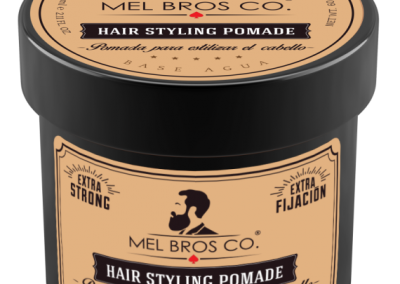 MEL BROS CO.®
HAIR STYLING POMADE
Pomada para estilizar el cabello
BASE AGUA
EXTRA
STRONG
EXTRA
FIJACIÓN
MEL BROS CO.®
HAIR STYLING POMADE